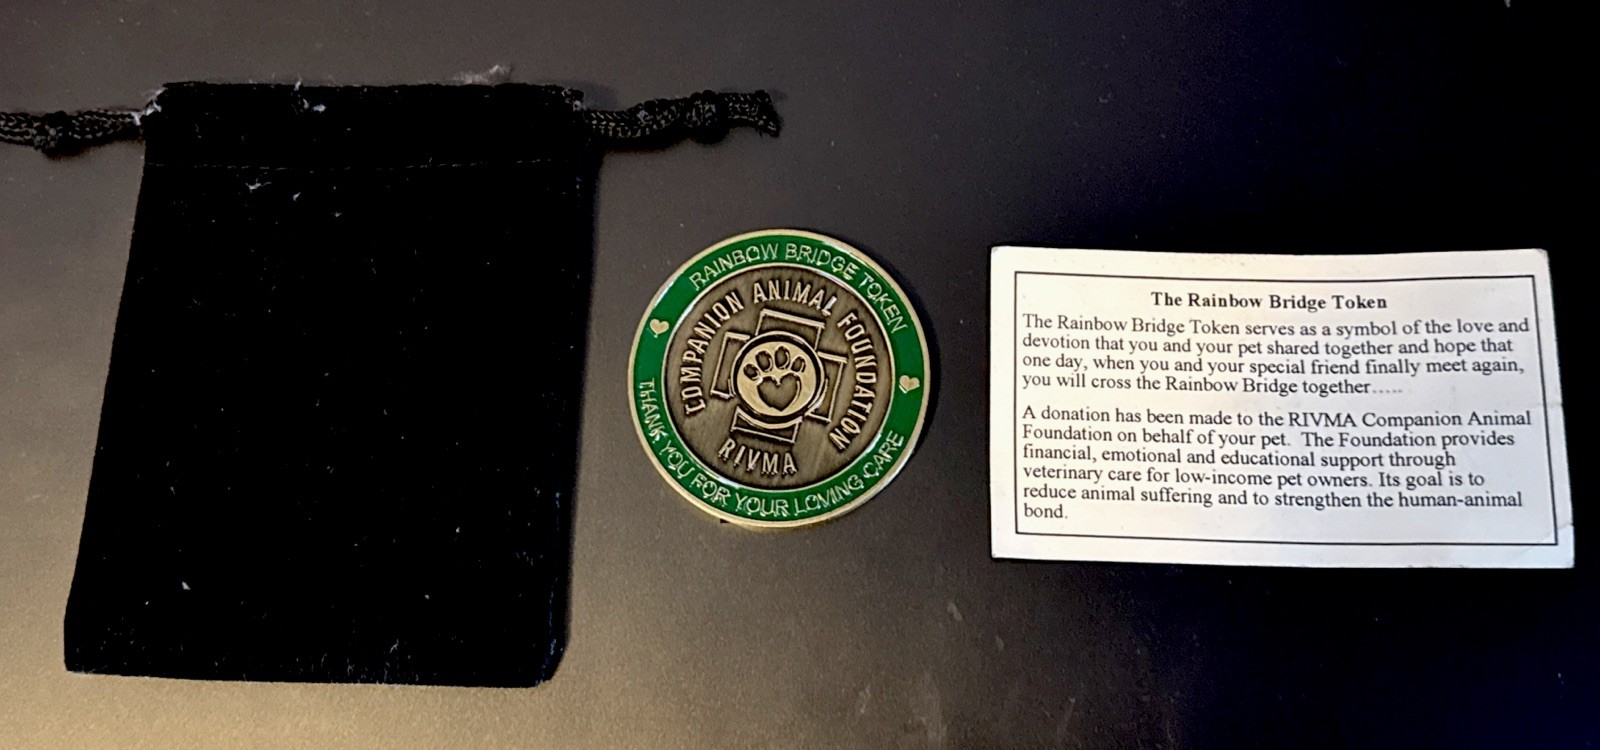 RAINBOW BRIDGE TOKEN
COMPANION ANIMAL FOUNDATION
RIVMA
THANK YOU FOR YOUR LOVING CARE
The Rainbow Bridge Token
The Rainbow Bridge Token serves as a symbol of the love and
devotion that you and your pet shared together and hope that
one day, when you and your special friend finally meet again,
you will cross the Rainbow Bridge together…..
A donation has been made to the RIVMA Companion Animal
Foundation on behalf of your pet. The Foundation provides
financial, emotional and educational support through
veterinary care for low-income pet owners. Its goal is to
reduce animal suffering and to strengthen the human-animal
bond.